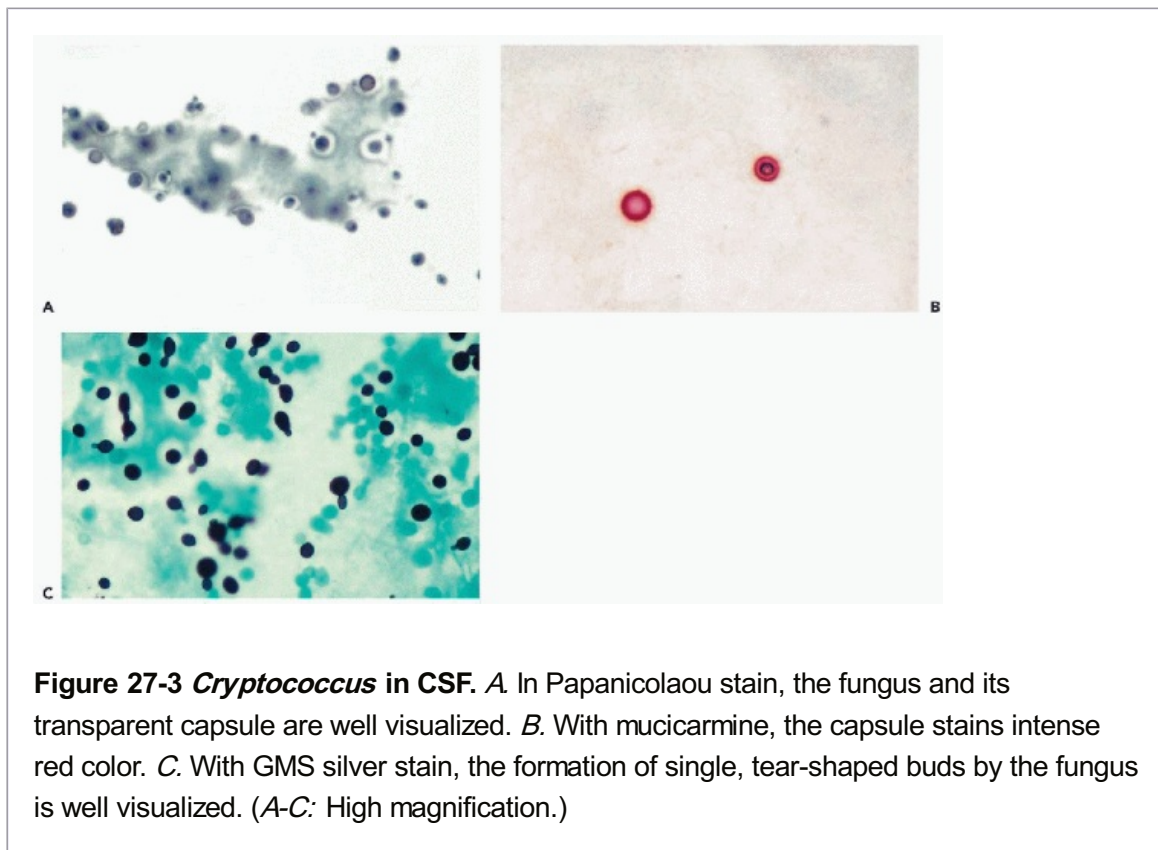 A
B
C
Figure 27-3 Cryptococcus in CSF. A. In Papanicolaou stain, the fungus and its
transparent capsule are well visualized. B. With mucicarmine, the capsule stains intense
red color. C. With GMS silver stain, the formation of single, tear-shaped buds by the fungus
is well visualized. (A-C: High magnification.)